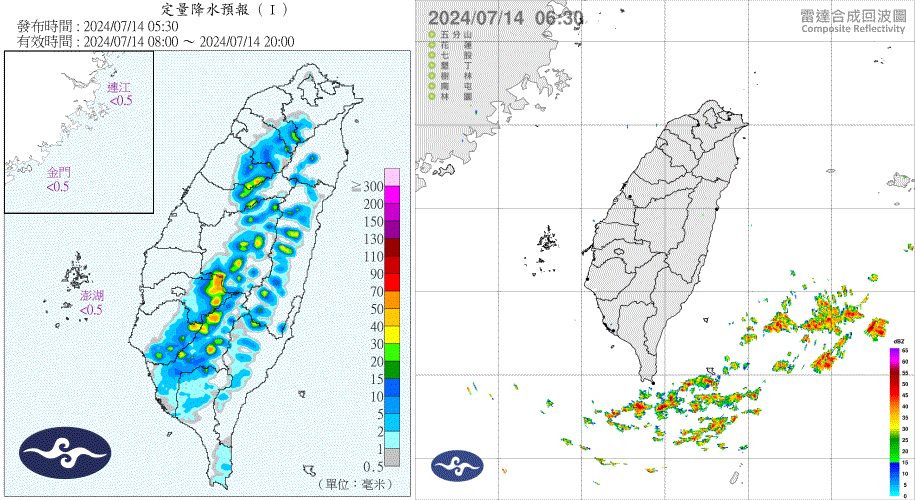 定量降水預報（Ｉ）
發布時間：2024/07/14 05:30
有效時間：2024/07/14 08:00 ～ 2024/07/14 20:00
連江
<0.5
金門
<0.5
澎湖
<0.5
≧
300
200
150
130
110
90
70
50
40
30
20
15
10
5
2
1
0.5
（單位：毫米）
2024/07/14 06:30
五分山
花蓮
七股
墾丁
樹林
南屯
林園
雷達合成回波圖
Composite Reflectivity
dBZ
65
60
55
50
45
40
35
30
25
20
15
10
5
0